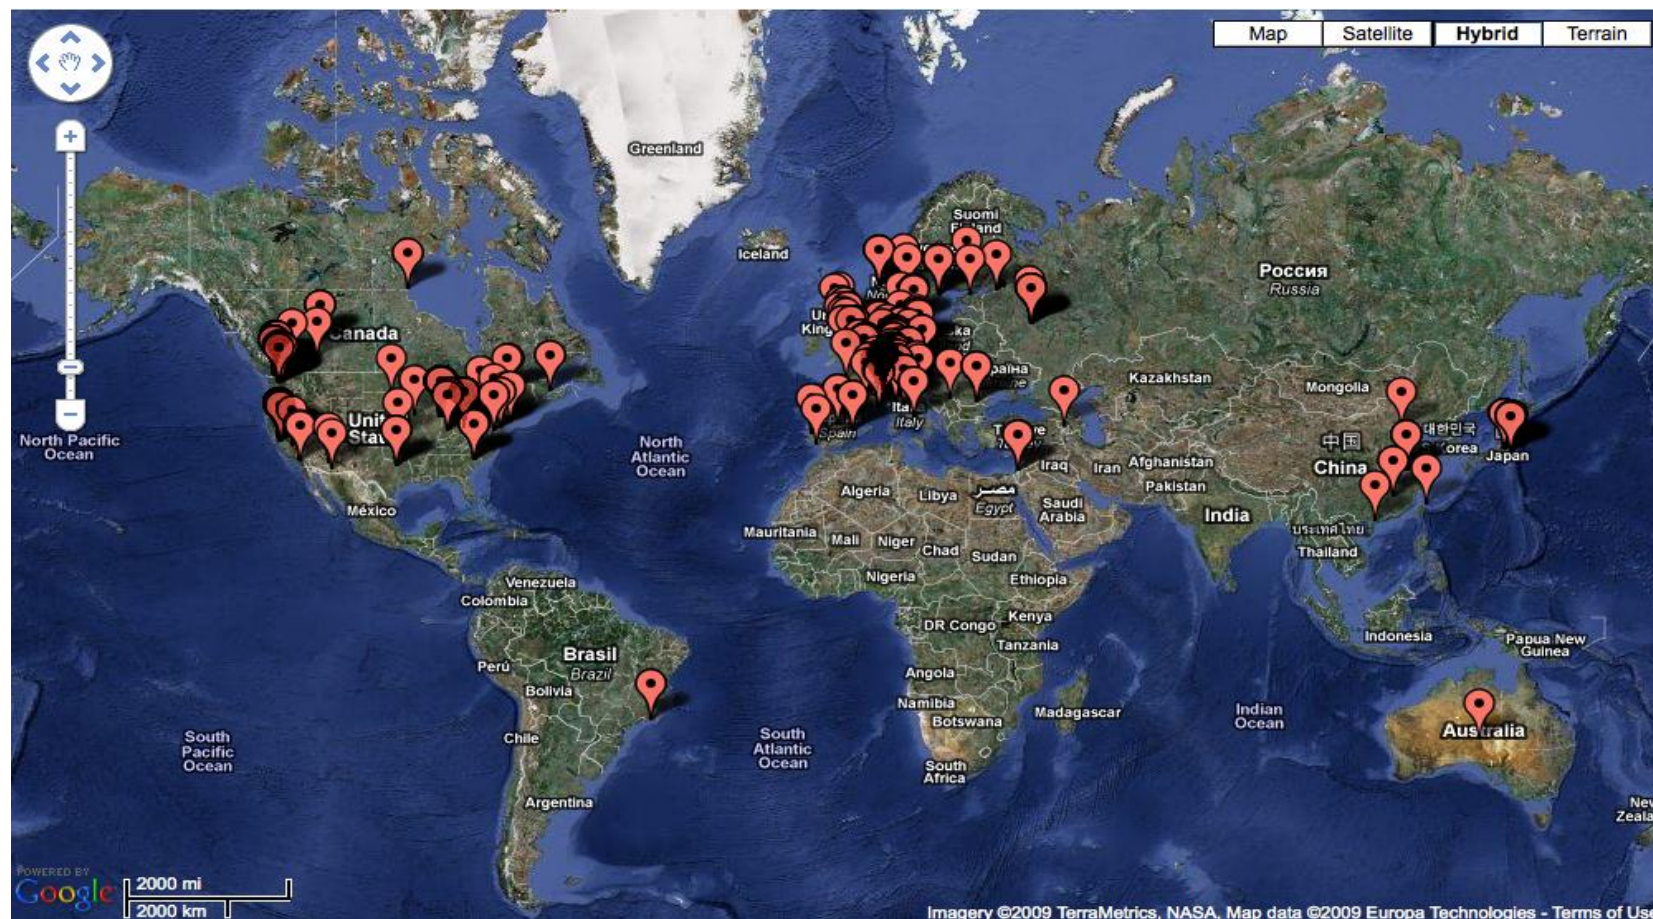 Map
Satellite
Hybrid
Terrain
Greenland
Iceland
Suomi
Finland
Россия
Russia
Canada
North Pacific
Ocean
North
Atlantic
Ocean
Kazakhstan
Mongolia
대한민국
Korea
Japan
中国
China
Italy
Spain
Iraq
Iran
Afghanistan
Pakistan
India
ประเทศไทย
Thailand
México
Algeria
Libya
مصر
Egypt
Saudi
Arabia
Mauritania
Mali
Niger
Chad
Sudan
Nigeria
Ethiopia
Venezuela
Colombia
DR Congo
Kenya
Tanzania
Indonesia
Papua New
Guinea
Brasil
Brazil
Perú
Bolivia
Angola
Namibia
Botswana
Madagascar
Indian
Ocean
Australia
South
Pacific
Ocean
Chile
South
Atlantic
Ocean
South
Africa
Argentina
New
Zeala
POWERED BY
Google
2000 mi
2000 km
Imagery ©2009 TerraMetrics, NASA, Map data ©2009 Europa Technologies - Terms of Use